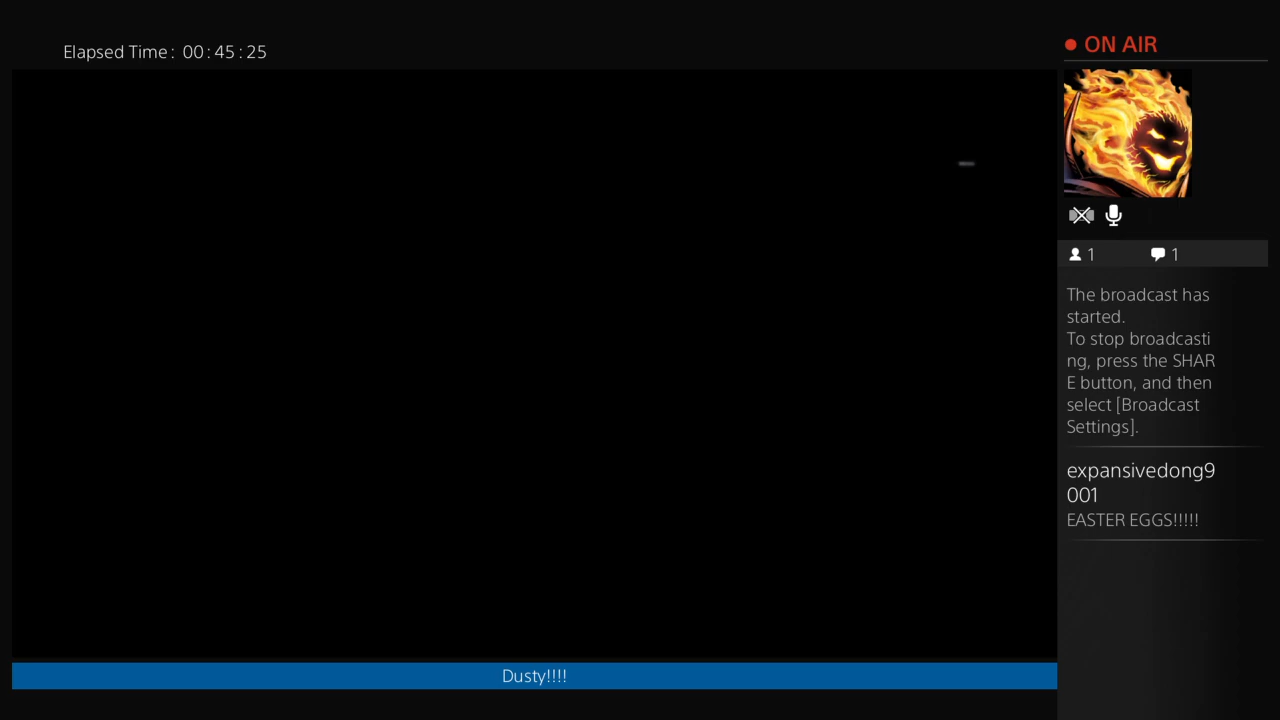 Elapsed Time: 00:45:25
ON AIR
1 1
The broadcast has
started.
To stop broadcasti
ng, press the SHAR
E button, and then
select [Broadcast
Settings].
expansivedong9
001
EASTER EGGS!!!!!
Dusty!!!!